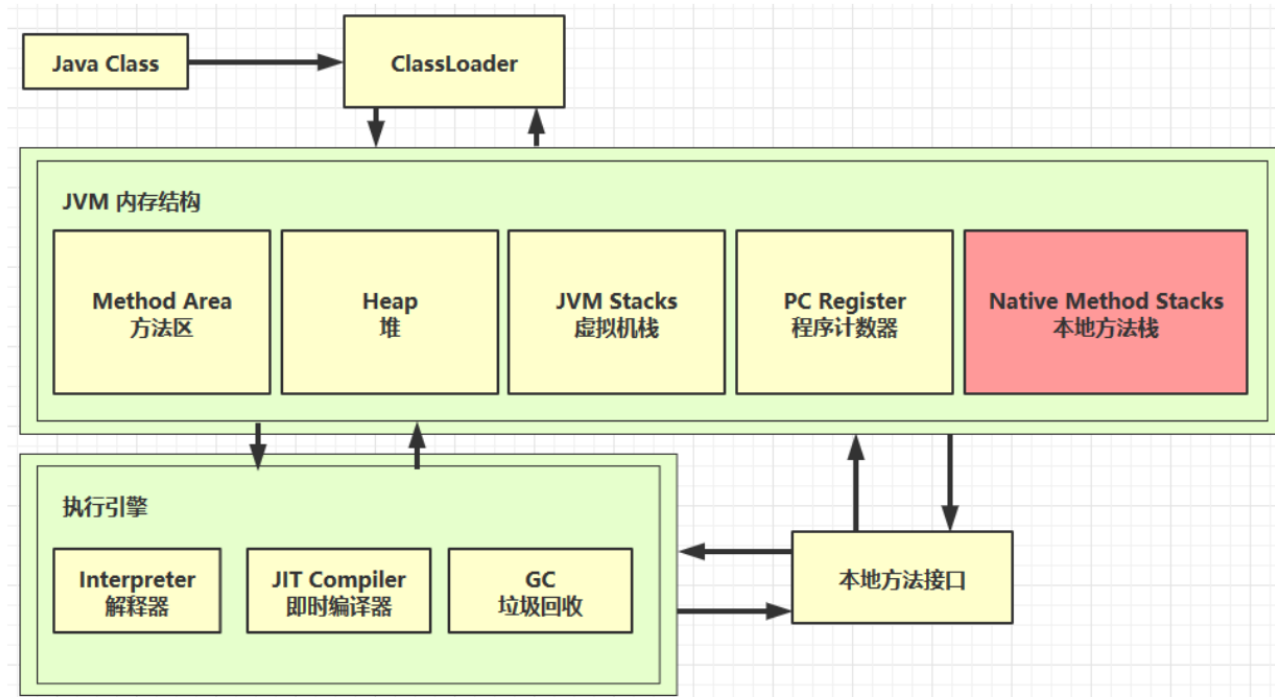 Java Class
ClassLoader
JVM 内存结构
Method Area
方法区
Heap
堆
JVM Stacks
虚拟机栈
PC Register
程序计数器
Native Method Stacks
本地方法栈
执行引擎
Interpreter
解释器
JIT Compiler
即时编译器
GC
垃圾回收
本地方法接口